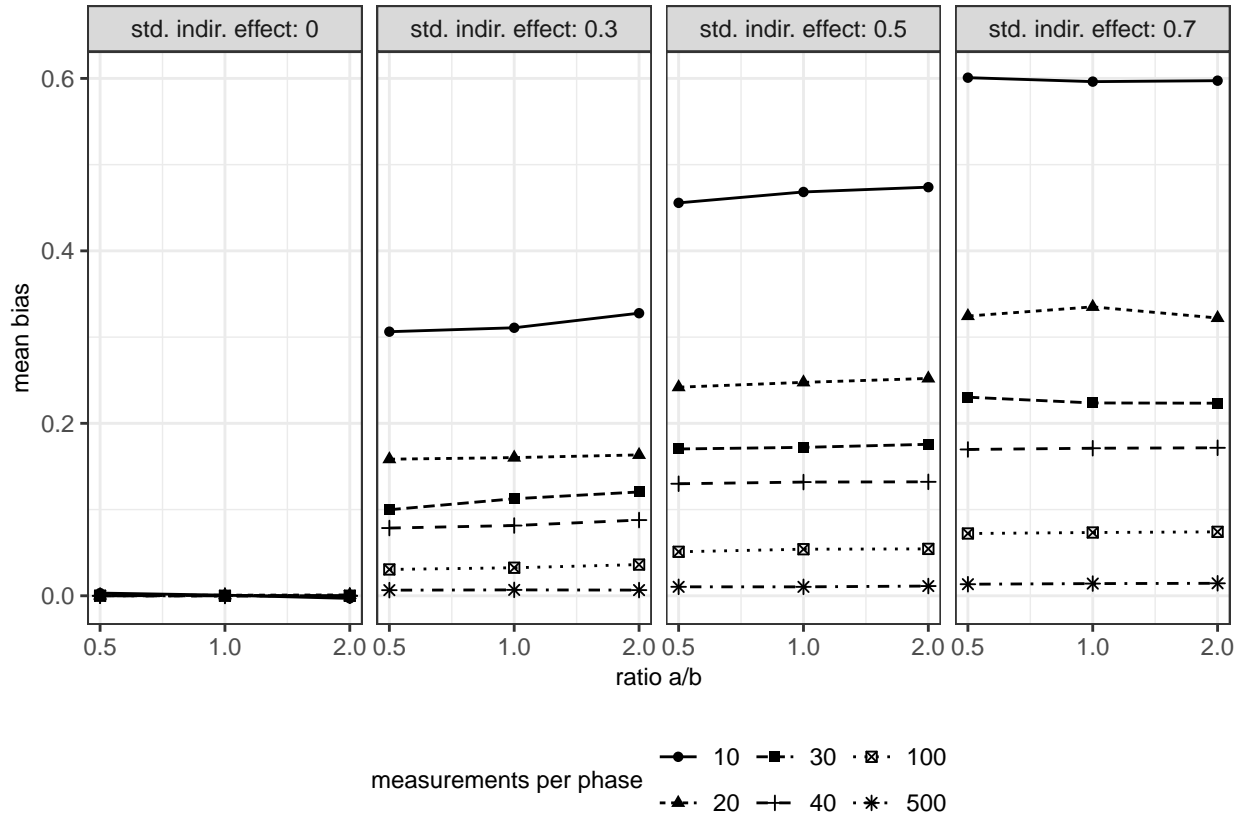 std. indir. effect: 0 std. indir. effect: 0.3 std. indir. effect: 0.5 std. indir. effect: 0.7
0.6
0.4
0.2
0.0
mean bias
0.5 1.0 2.0 0.5 1.0 2.0 0.5 1.0 2.0 0.5 1.0 2.0
ratio a/b
measurements per phase
10 30 100
20 40 500